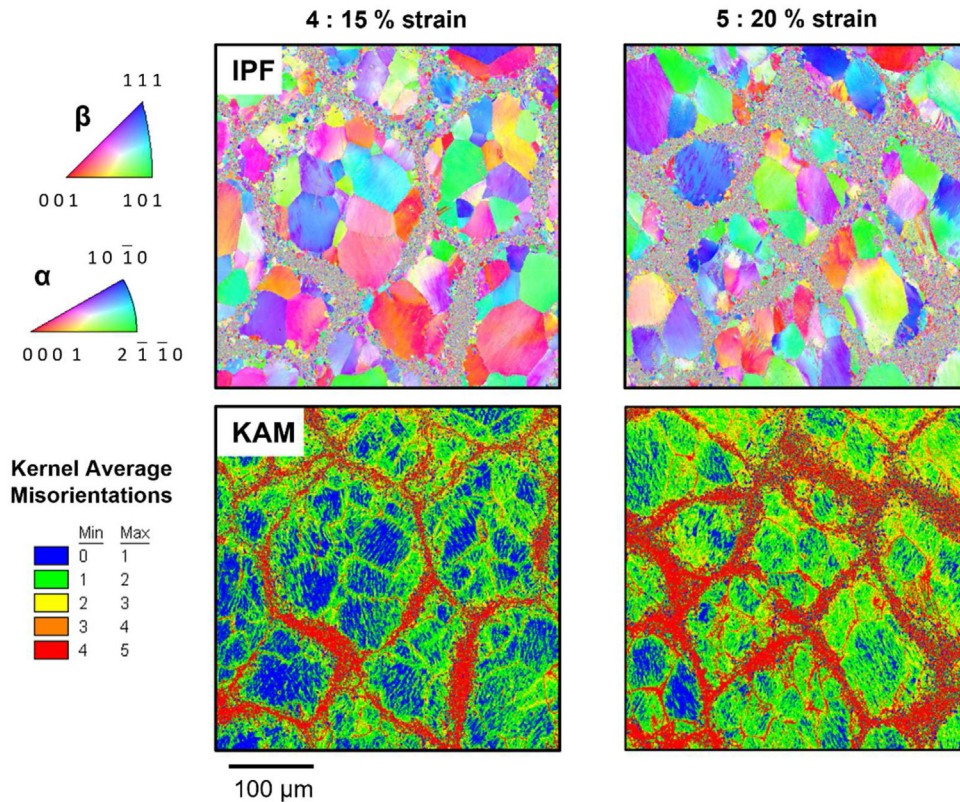 4 : 15 % strain
5 : 20 % strain
IPF
β
1 1 1
0 0 1
1 0 1
α
1 0 1̅ 0
0 0 0 1
2 1̅ 1̅ 0
KAM
Kernel Average
Misorientations
Min Max
0 1
1 2
2 3
3 4
4 5
100 μm